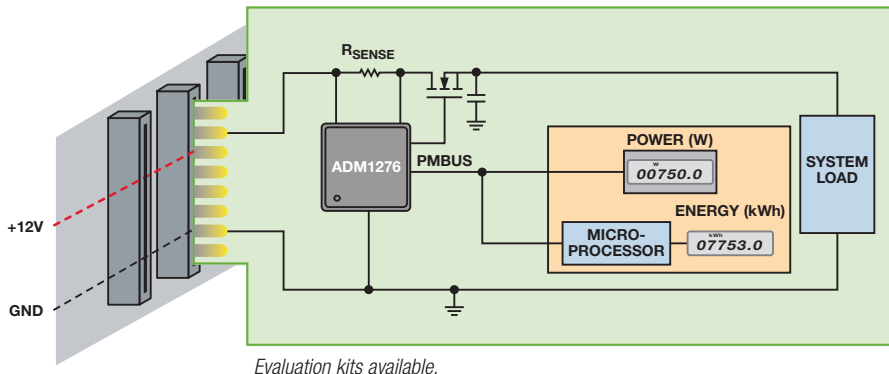 RSENSE
ADM1276
PMBUS
POWER (W)
W
00750.0
ENERGY (kWh)
MICRO-
PROCESSOR
kWh
07753.0
SYSTEM
LOAD
+12V
GND
Evaluation kits available.